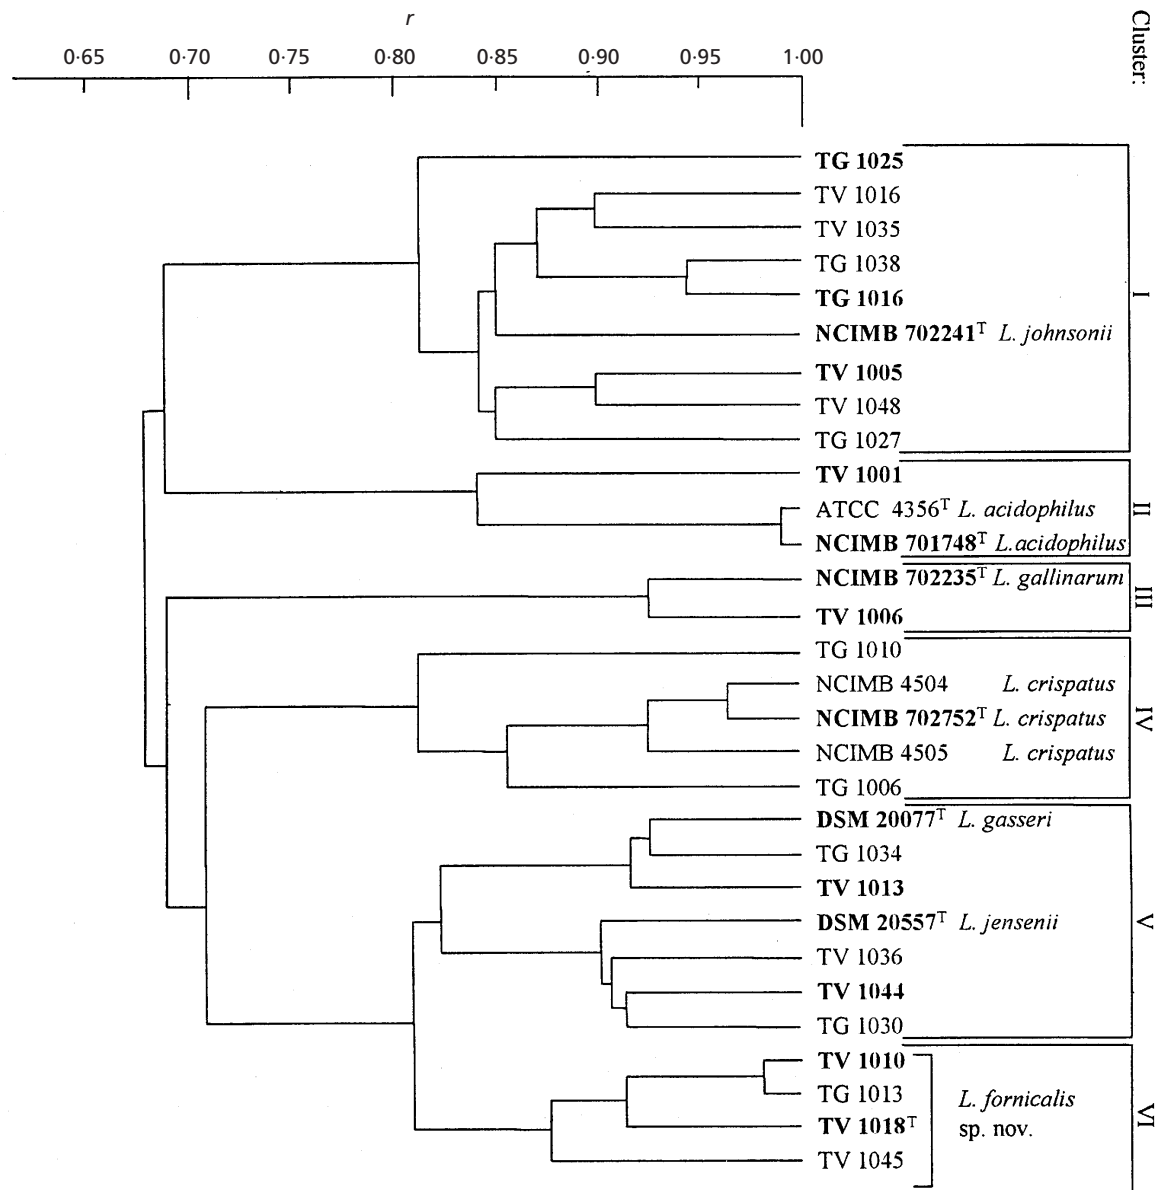 r
Cluster:
0·65 0·70 0·75 0·80 0·85 0·90 0·95 1·00
TG 1025
TV 1016
TV 1035
TG 1038
TG 1016
I
NCIMB 702241ᵀ L. johnsonii
TV 1005
TV 1048
TG 1027
TV 1001
ATCC 4356ᵀ L. acidophilus
II
NCIMB 701748ᵀ L.acidophilus
NCIMB 702235ᵀ L. gallinarum
III
TV 1006
TG 1010
NCIMB 4504 L. crispatus
NCIMB 702752ᵀ L. crispatus
IV
NCIMB 4505 L. crispatus
TG 1006
DSM 20077ᵀ L. gasseri
TG 1034
TV 1013
DSM 20557ᵀ L. jensenii
V
TV 1036
TV 1044
TG 1030
TV 1010
TG 1013
L. fornicalis
sp. nov.
VI
TV 1018ᵀ
TV 1045